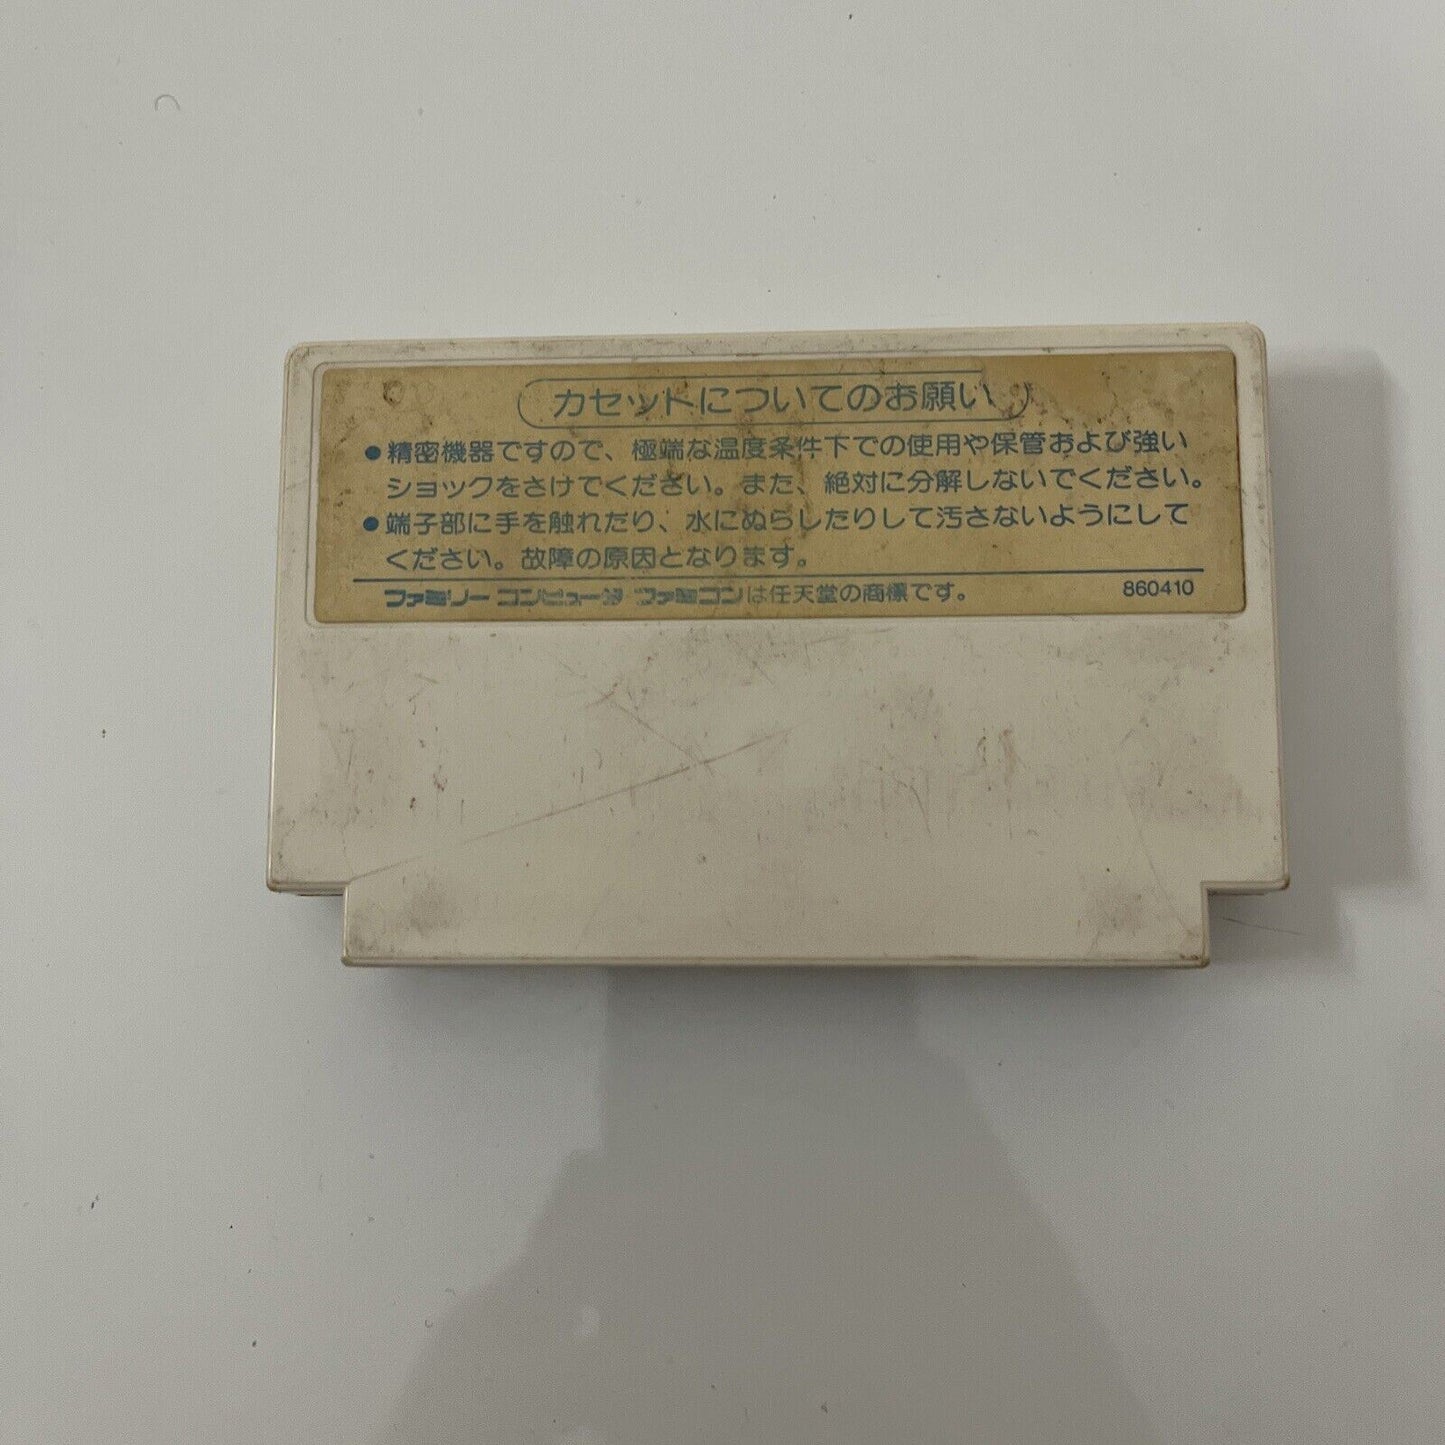 カセットについてのお願い
●精密機器ですので、極端な温度条件下での使用や保管および強い
ショックをさけてください。また、絶対に分解しないでください。
●端子部に手を触れたり、水にぬらしたりして汚さないようにして
ください。故障の原因となります。
ファミリーコンピュータ ファミコンは任天堂の商標です。 860410